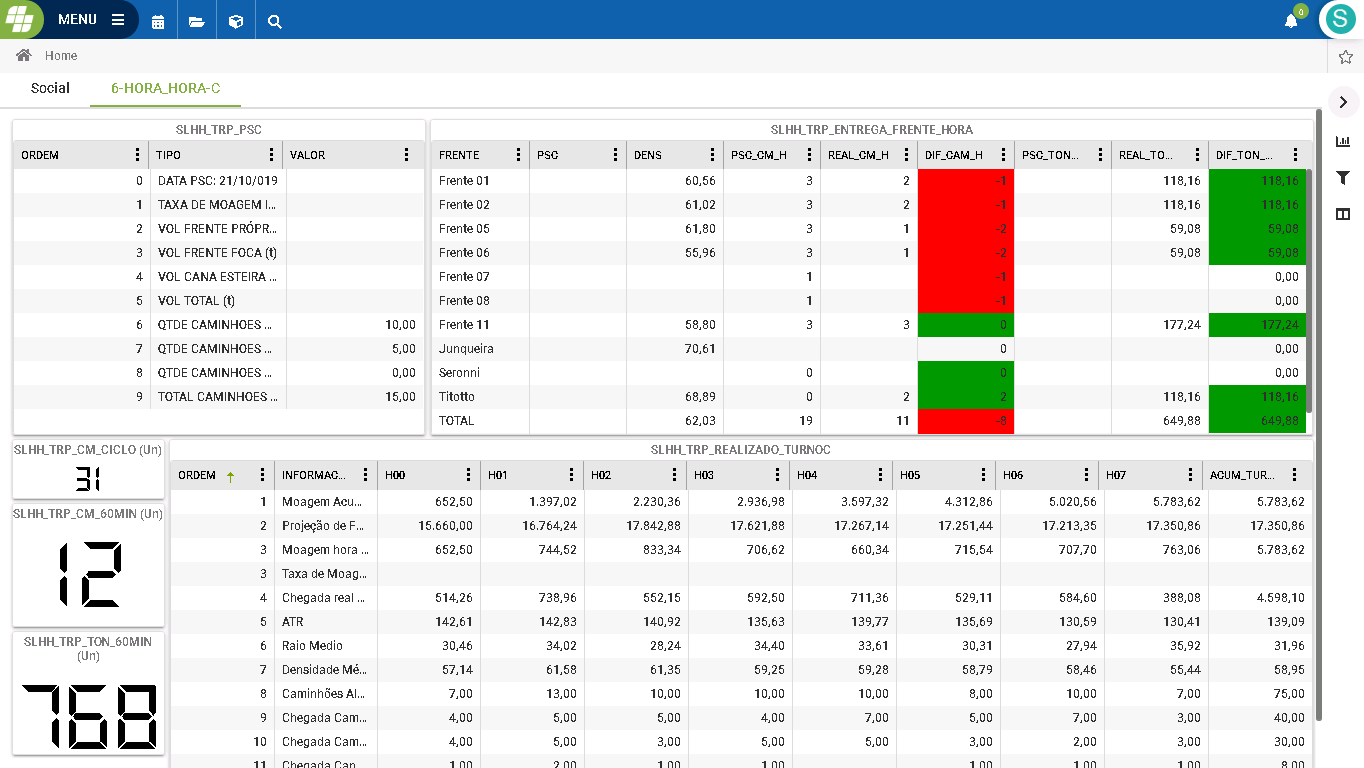 MENU
0
S
Home
Social 6-HORA_HORA-C
SLHH_TRP_PSC
ORDEM TIPO VALOR
0 DATA PSC: 21/10/019
1 TAXA DE MOAGEM I...
2 VOL FRENTE PRÓPR...
3 VOL FRENTE FOCA (t)
4 VOL CANA ESTEIRA ...
5 VOL TOTAL (t)
6 QTDE CAMINHOES ... 10,00
7 QTDE CAMINHOES ... 5,00
8 QTDE CAMINHOES ... 0,00
9 TOTAL CAMINHOES ... 15,00
SLHH_TRP_ENTREGA_FRENTE_HORA
FRENTE PSC DENS PSC_CM_H REAL_CM_H DIF_CAM_H PSC_TON... REAL_TO... DIF_TON_...
Frente 01 60,56 3 2 -1 118,16 118,16
Frente 02 61,02 3 2 -1 118,16 118,16
Frente 05 61,80 3 1 -2 59,08 59,08
Frente 06 55,96 3 1 -2 59,08 59,08
Frente 07 1 -1 0,00
Frente 08 1 -1 0,00
Frente 11 58,80 3 3 0 177,24 177,24
Junqueira 70,61 0 0,00
Seronni 0 0 0,00
Titotto 68,89 0 2 2 118,16 118,16
TOTAL 62,03 19 11 -8 649,88 649,88
SLHH_TRP_CM_CICLO (Un)
31
SLHH_TRP_CM_60MIN (Un)
12
SLHH_TRP_TON_60MIN
(Un)
768
SLHH_TRP_REALIZADO_TURNOC
ORDEM INFORMAC... H00 H01 H02 H03 H04 H05 H06 H07 ACUM_TUR...
1 Moagem Acu... 652,50 1.397,02 2.230,36 2.936,98 3.597,32 4.312,86 5.020,56 5.783,62 5.783,62
2 Projeção de F... 15.660,00 16.764,24 17.842,88 17.621,88 17.267,14 17.251,44 17.213,35 17.350,86 17.350,86
3 Moagem hora ... 652,50 744,52 833,34 706,62 660,34 715,54 707,70 763,06 5.783,62
3 Taxa de Moag...
4 Chegada real ... 514,26 738,96 552,15 592,50 711,36 529,11 584,60 388,08 4.598,10
5 ATR 142,61 142,83 140,92 135,63 139,77 135,69 130,59 130,41 139,09
6 Raio Medio 30,46 34,02 28,24 34,40 33,61 30,31 27,94 35,92 31,96
7 Densidade Mé... 57,14 61,58 61,35 59,25 59,28 58,79 58,46 55,44 58,95
8 Caminhões Al... 7,00 13,00 10,00 10,00 10,00 8,00 10,00 7,00 75,00
9 Chegada Cam... 4,00 5,00 5,00 4,00 7,00 5,00 7,00 3,00 40,00
10 Chegada Cam... 4,00 5,00 3,00 5,00 5,00 3,00 2,00 3,00 30,00
11 Chegada Can... 1,00 2,00 1,00 1,00 1,00 1,00 1,00 8,00